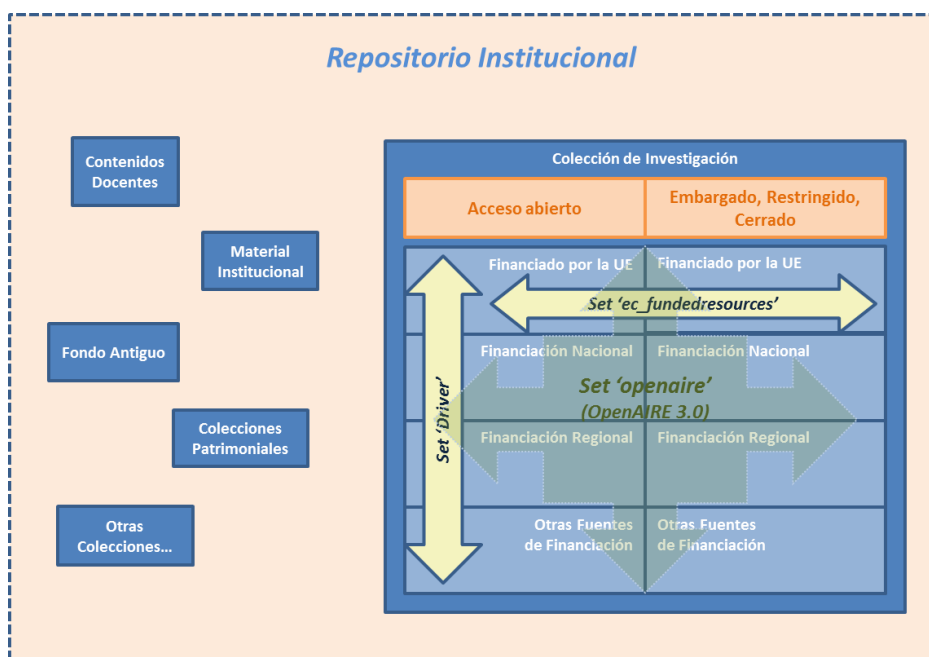 Repositorio Institucional
Contenidos
Docentes
Material
Institucional
Fondo Antiguo
Colecciones
Patrimoniales
Otras
Colecciones...
Colección de Investigación
Acceso abierto
Embargado, Restringido,
Cerrado
Financiado por la UE
Financiado por la UE
Set ‘ec_fundedresources’
Financiación Nacional
Financiación Nacional
Set ‘openaire’
(OpenAIRE 3.0)
Set ‘Driver’
Financiación Regional
Financiación Regional
Otras Fuentes
de Financiación
Otras Fuentes
de Financiación